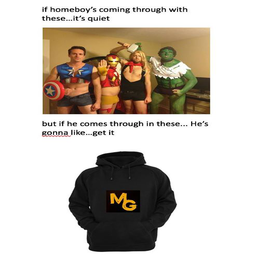 if homeboy's coming through with
these...it's quiet
but if he comes through in these... He's
gonna like...get it
MG